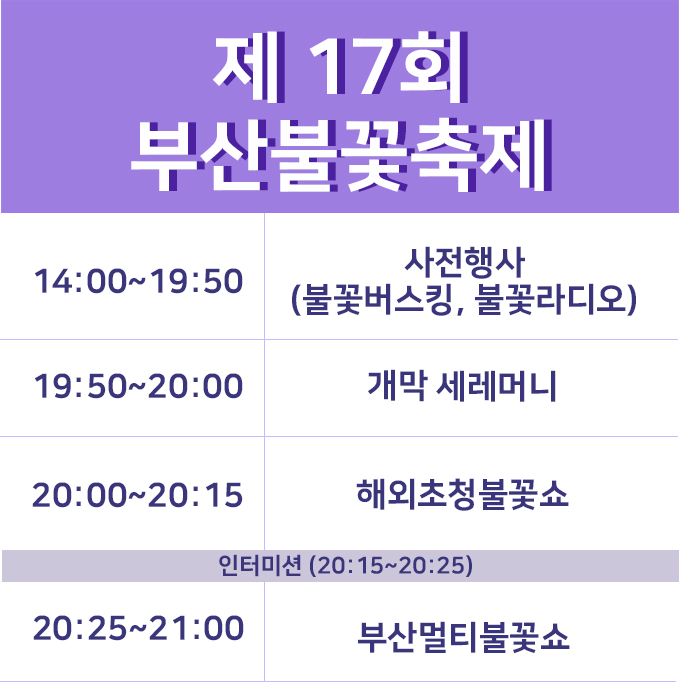 제 17회
부산불꽃축제
14:00~19:50
사전행사
(불꽃버스킹, 불꽃라디오)
19:50~20:00
개막 세레머니
20:00~20:15
해외초청불꽃쇼
인터미션 (20:15~20:25)
20:25~21:00
부산멀티불꽃쇼